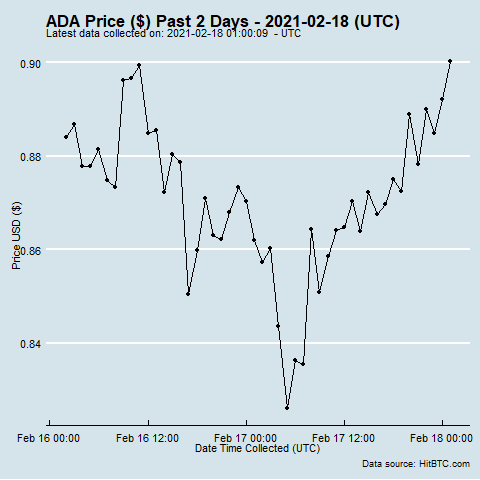 ADA Price ($) Past 2 Days - 2021-02-18 (UTC)
Latest data collected on: 2021-02-18 01:00:09  - UTC
0.90
0.88
0.86
0.84
Price USD ($)
Feb 16 00:00 Feb 16 12:00 Feb 17 00:00 Feb 17 12:00 Feb 18 00:00
Date Time Collected (UTC)
Data source: HitBTC.com